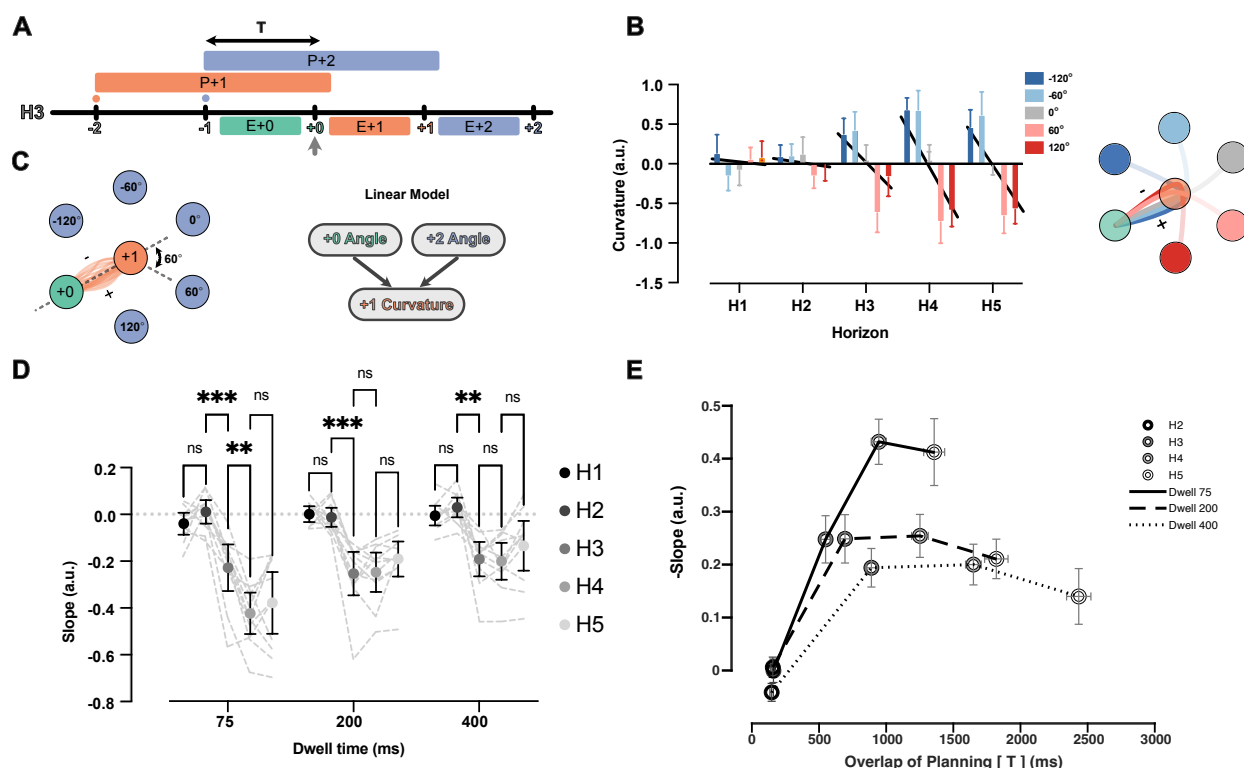 A
T
P+2
P+1
H3
-2
-1
E+0
+0
E+1
+1
E+2
+2
B
Curvature (a.u.)
1.0
0.5
0.0
-0.5
-1.0
-1.5
H1
H2
H3
H4
H5
Horizon
-120°
-60°
0°
60°
120°
-
+
C
-60°
-120°
0°
+1
60°
-
+0
+
60°
120°
Linear Model
+0 Angle
+2 Angle
+1 Curvature
D
ns
***
**
ns
ns
***
ns
ns
ns
**
ns
ns
Slope (a.u.)
0.2
0.0
-0.2
-0.4
-0.6
-0.8
75
200
400
Dwell time (ms)
H1
H2
H3
H4
H5
E
-Slope (a.u.)
0.5
0.4
0.3
0.2
0.1
0
0
500
1000
1500
2000
2500
3000
Overlap of Planning [ T ] (ms)
H2
H3
H4
H5
Dwell 75
Dwell 200
Dwell 400